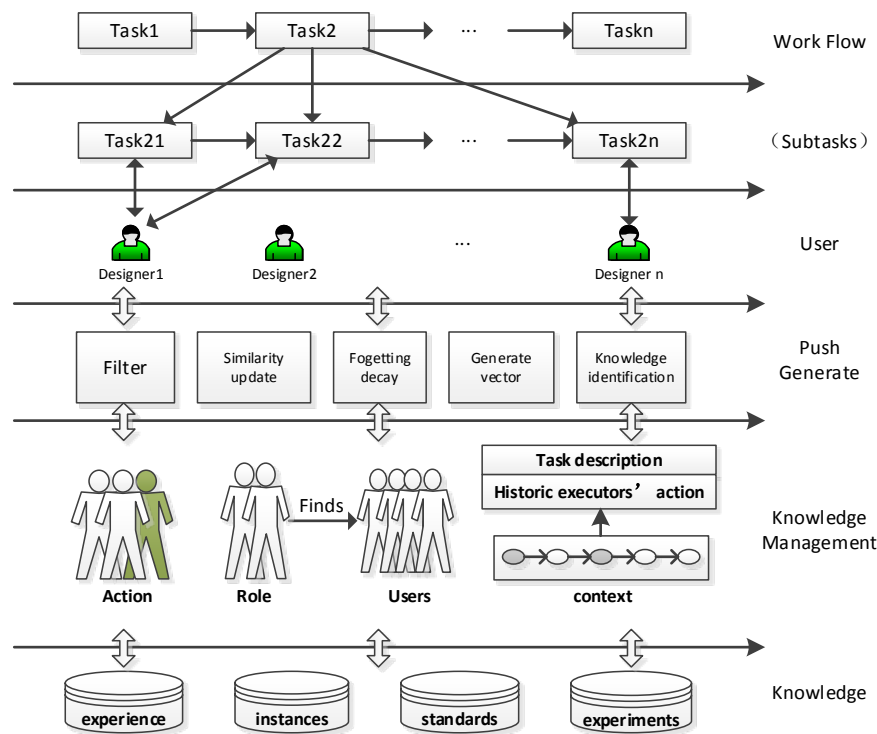 Task1
Task2
...
Taskn
Work Flow
Task21
Task22
...
Task2n
（Subtasks）
Designer1
Designer2
...
Designer n
User
Filter
Similarity
update
Fogetting
decay
Generate
vector
Knowledge
identification
Push
Generate
Task description
Historic executors’ action
Finds
Knowledge
Management
Action
Role
Users
context
experience
instances
standards
experiments
Knowledge